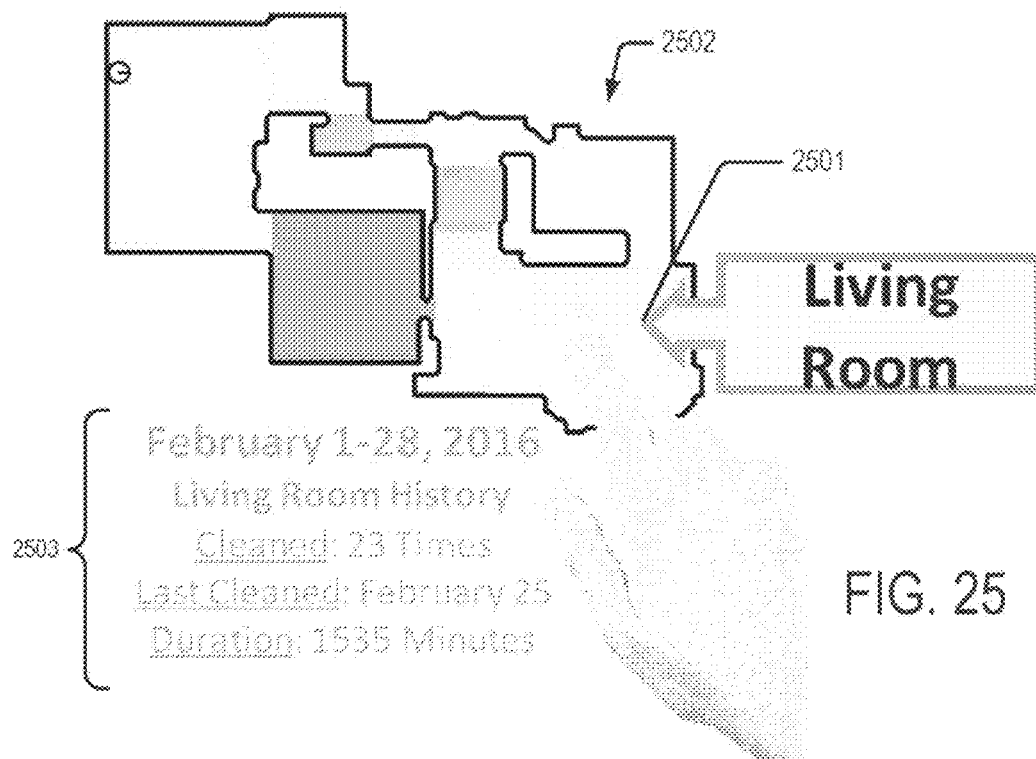 2502
2501
Living
Room
February 1-28, 2016
Living Room History
Cleaned: 23 Times
2503
Last Cleaned: February 25
Duration: 1535 Minutes
FIG. 25